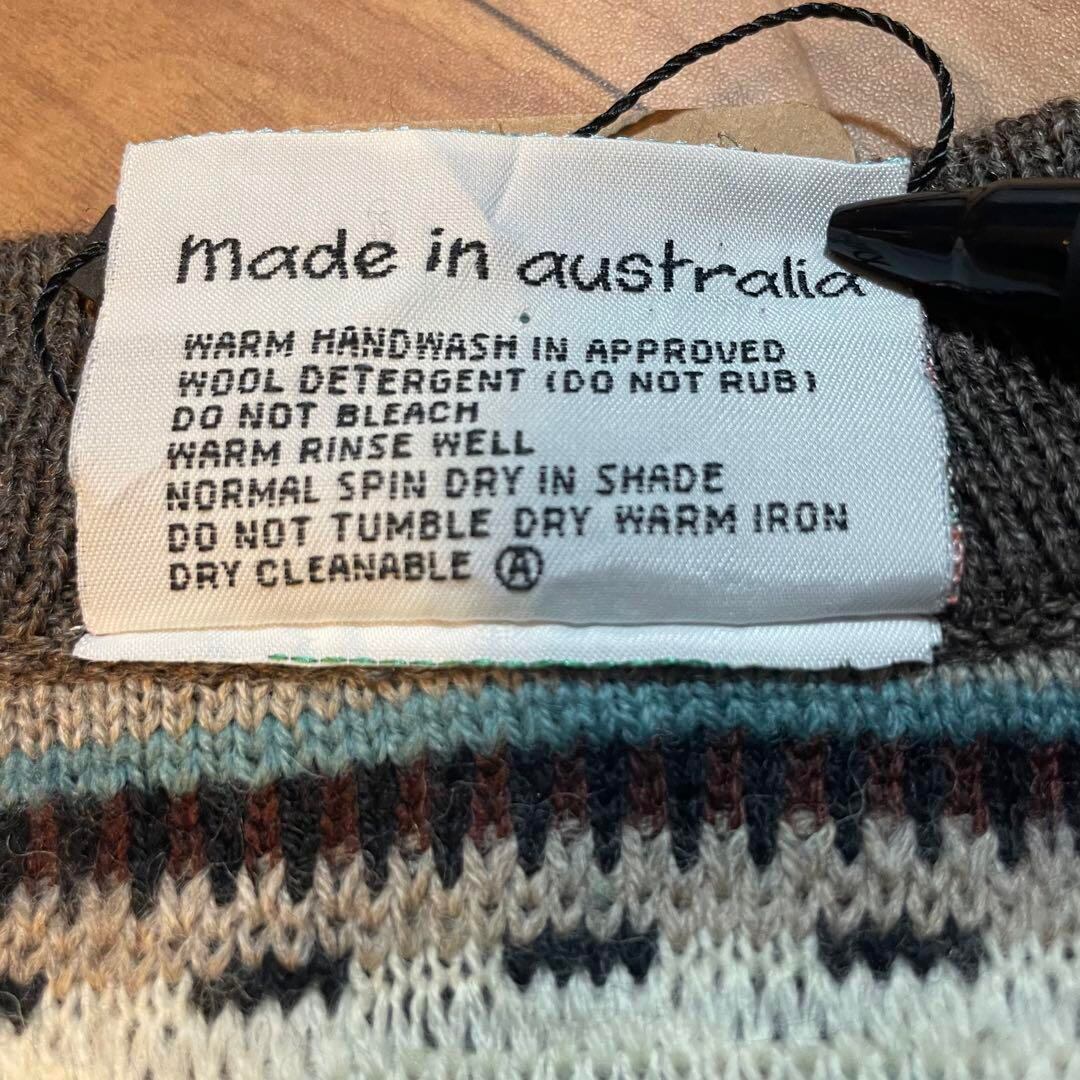 made in australia
WARM HANDWASH IN APPROVED
WOOL DETERGENT (DO NOT RUB)
DO NOT BLEACH
WARM RINSE WELL
NORMAL SPIN DRY IN SHADE
DO NOT TUMBLE DRY WARM IRON
DRY CLEANABLE Ⓐ